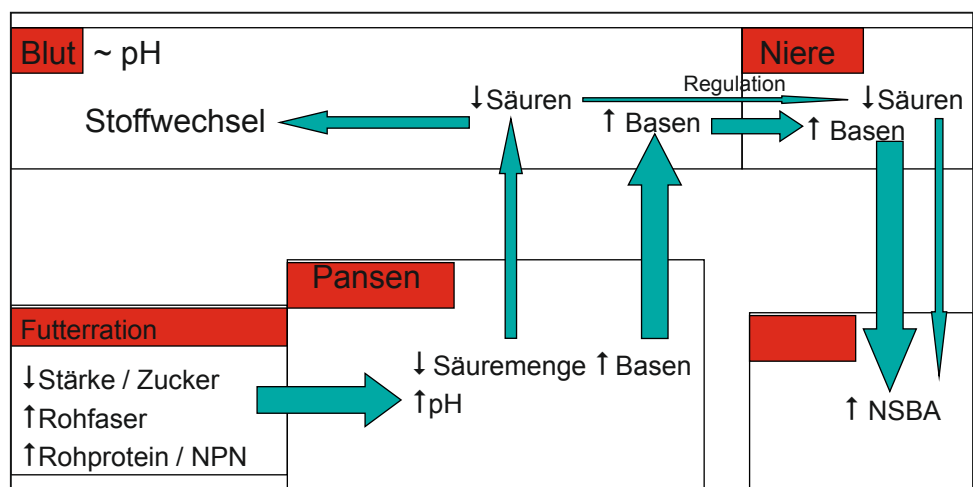 Blut ~ pH
Niere
Regulation
↓Säuren
↓Säuren
Stoffwechsel
↑ Basen
↑ Basen
Pansen
Futterration
↓Stärke / Zucker
↑Rohfaser
↑Rohprotein / NPN
↓ Säuremenge ↑ Basen
↑pH
↑ NSBA